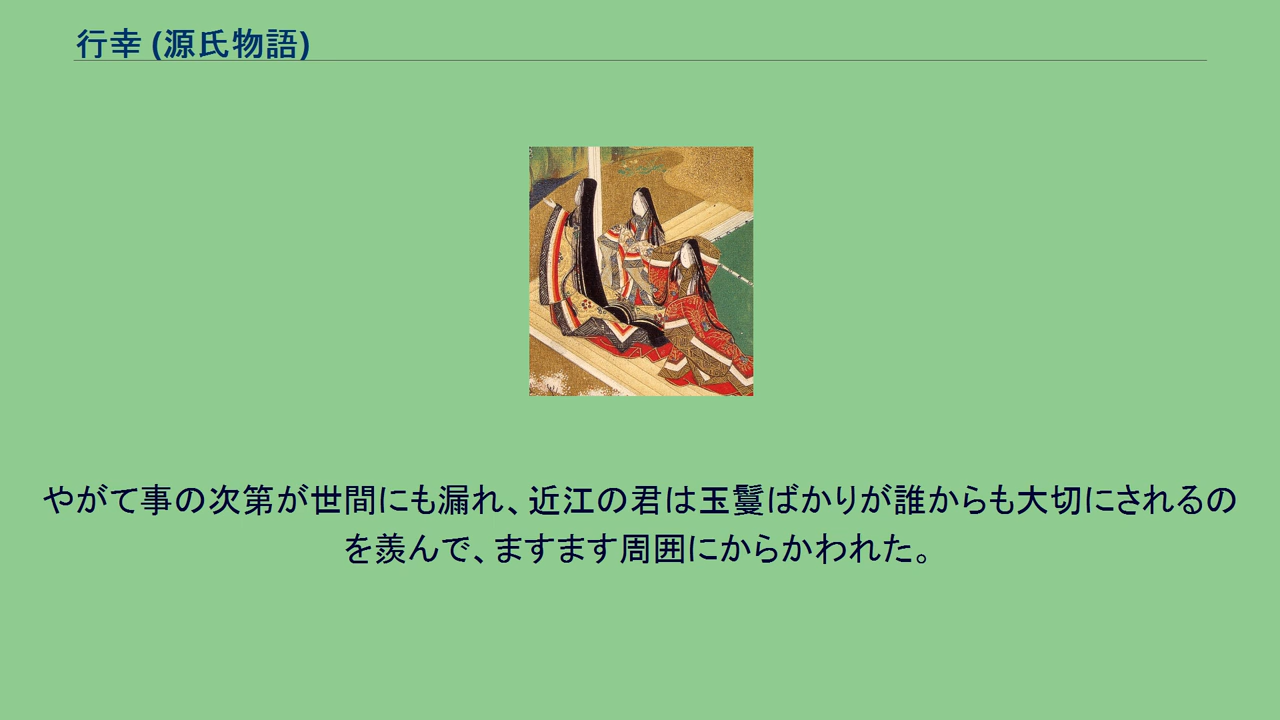 行幸 (源氏物語)
やがて事の次第が世間にも漏れ、近江の君は玉鬘ばかりが誰からも大切にされるの
を羨んで、ますます周囲にからかわれた。